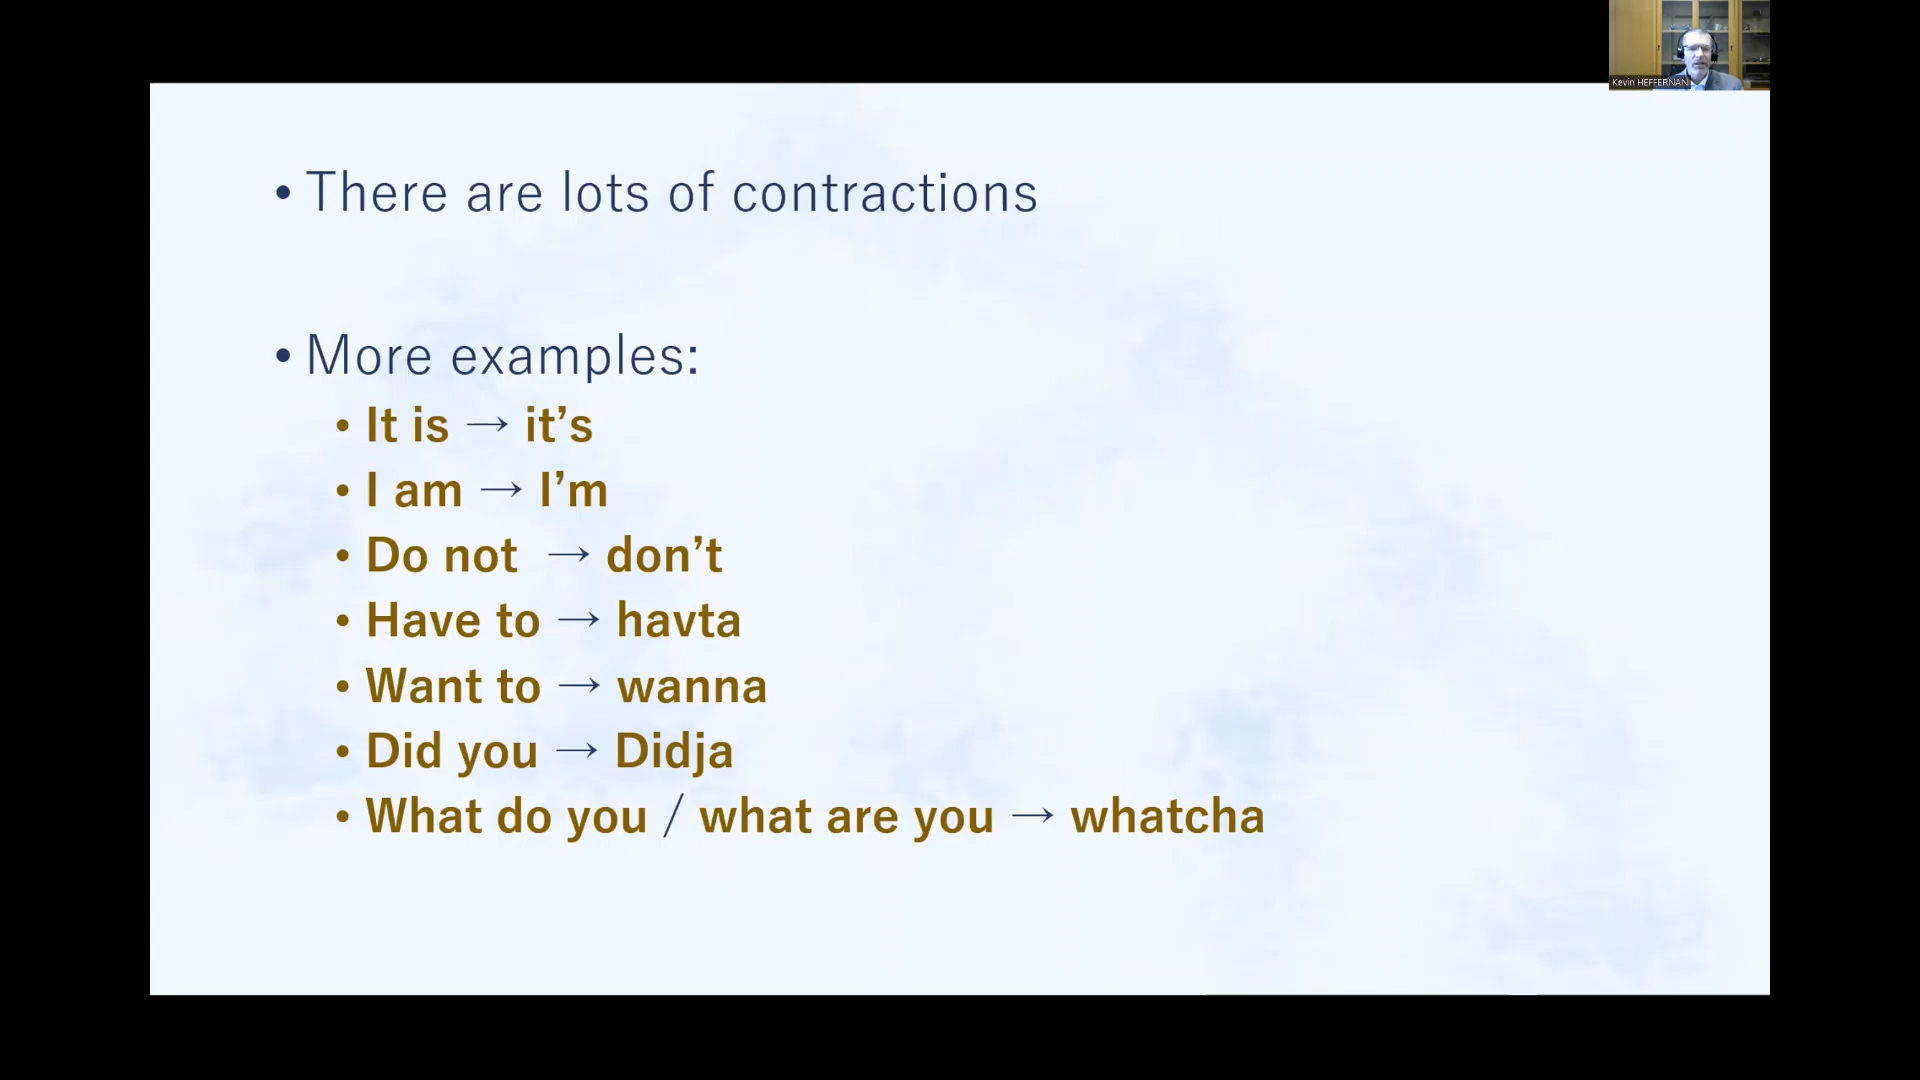 Kevin HEFFERNAN
• There are lots of contractions
• More examples:
• It is → it’s
• I am → I’m
• Do not → don’t
• Have to → havta
• Want to → wanna
• Did you → Didja
• What do you / what are you → whatcha